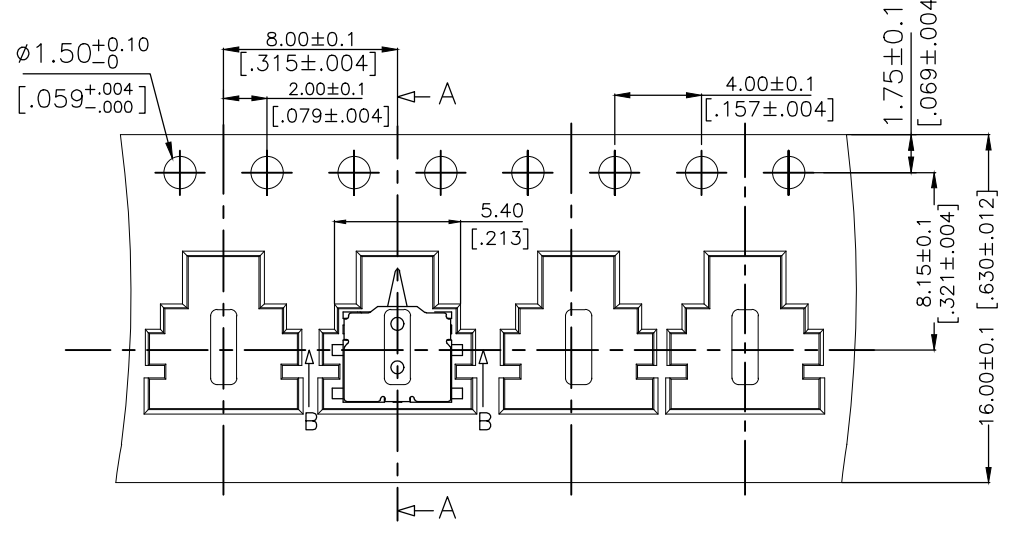 8.00±0.1
[.315±.004]
ø1.50+0.10 -0
[.059+.004 -.000]
2.00±0.1
[.079±.004]
A
4.00±0.1
[.157±.004]
1.75±0.1
[.069±.004
5.40
[.213]
8.15±0.1
[.321±.004]
16.00±0.1 [.630±.012]
B
B
A